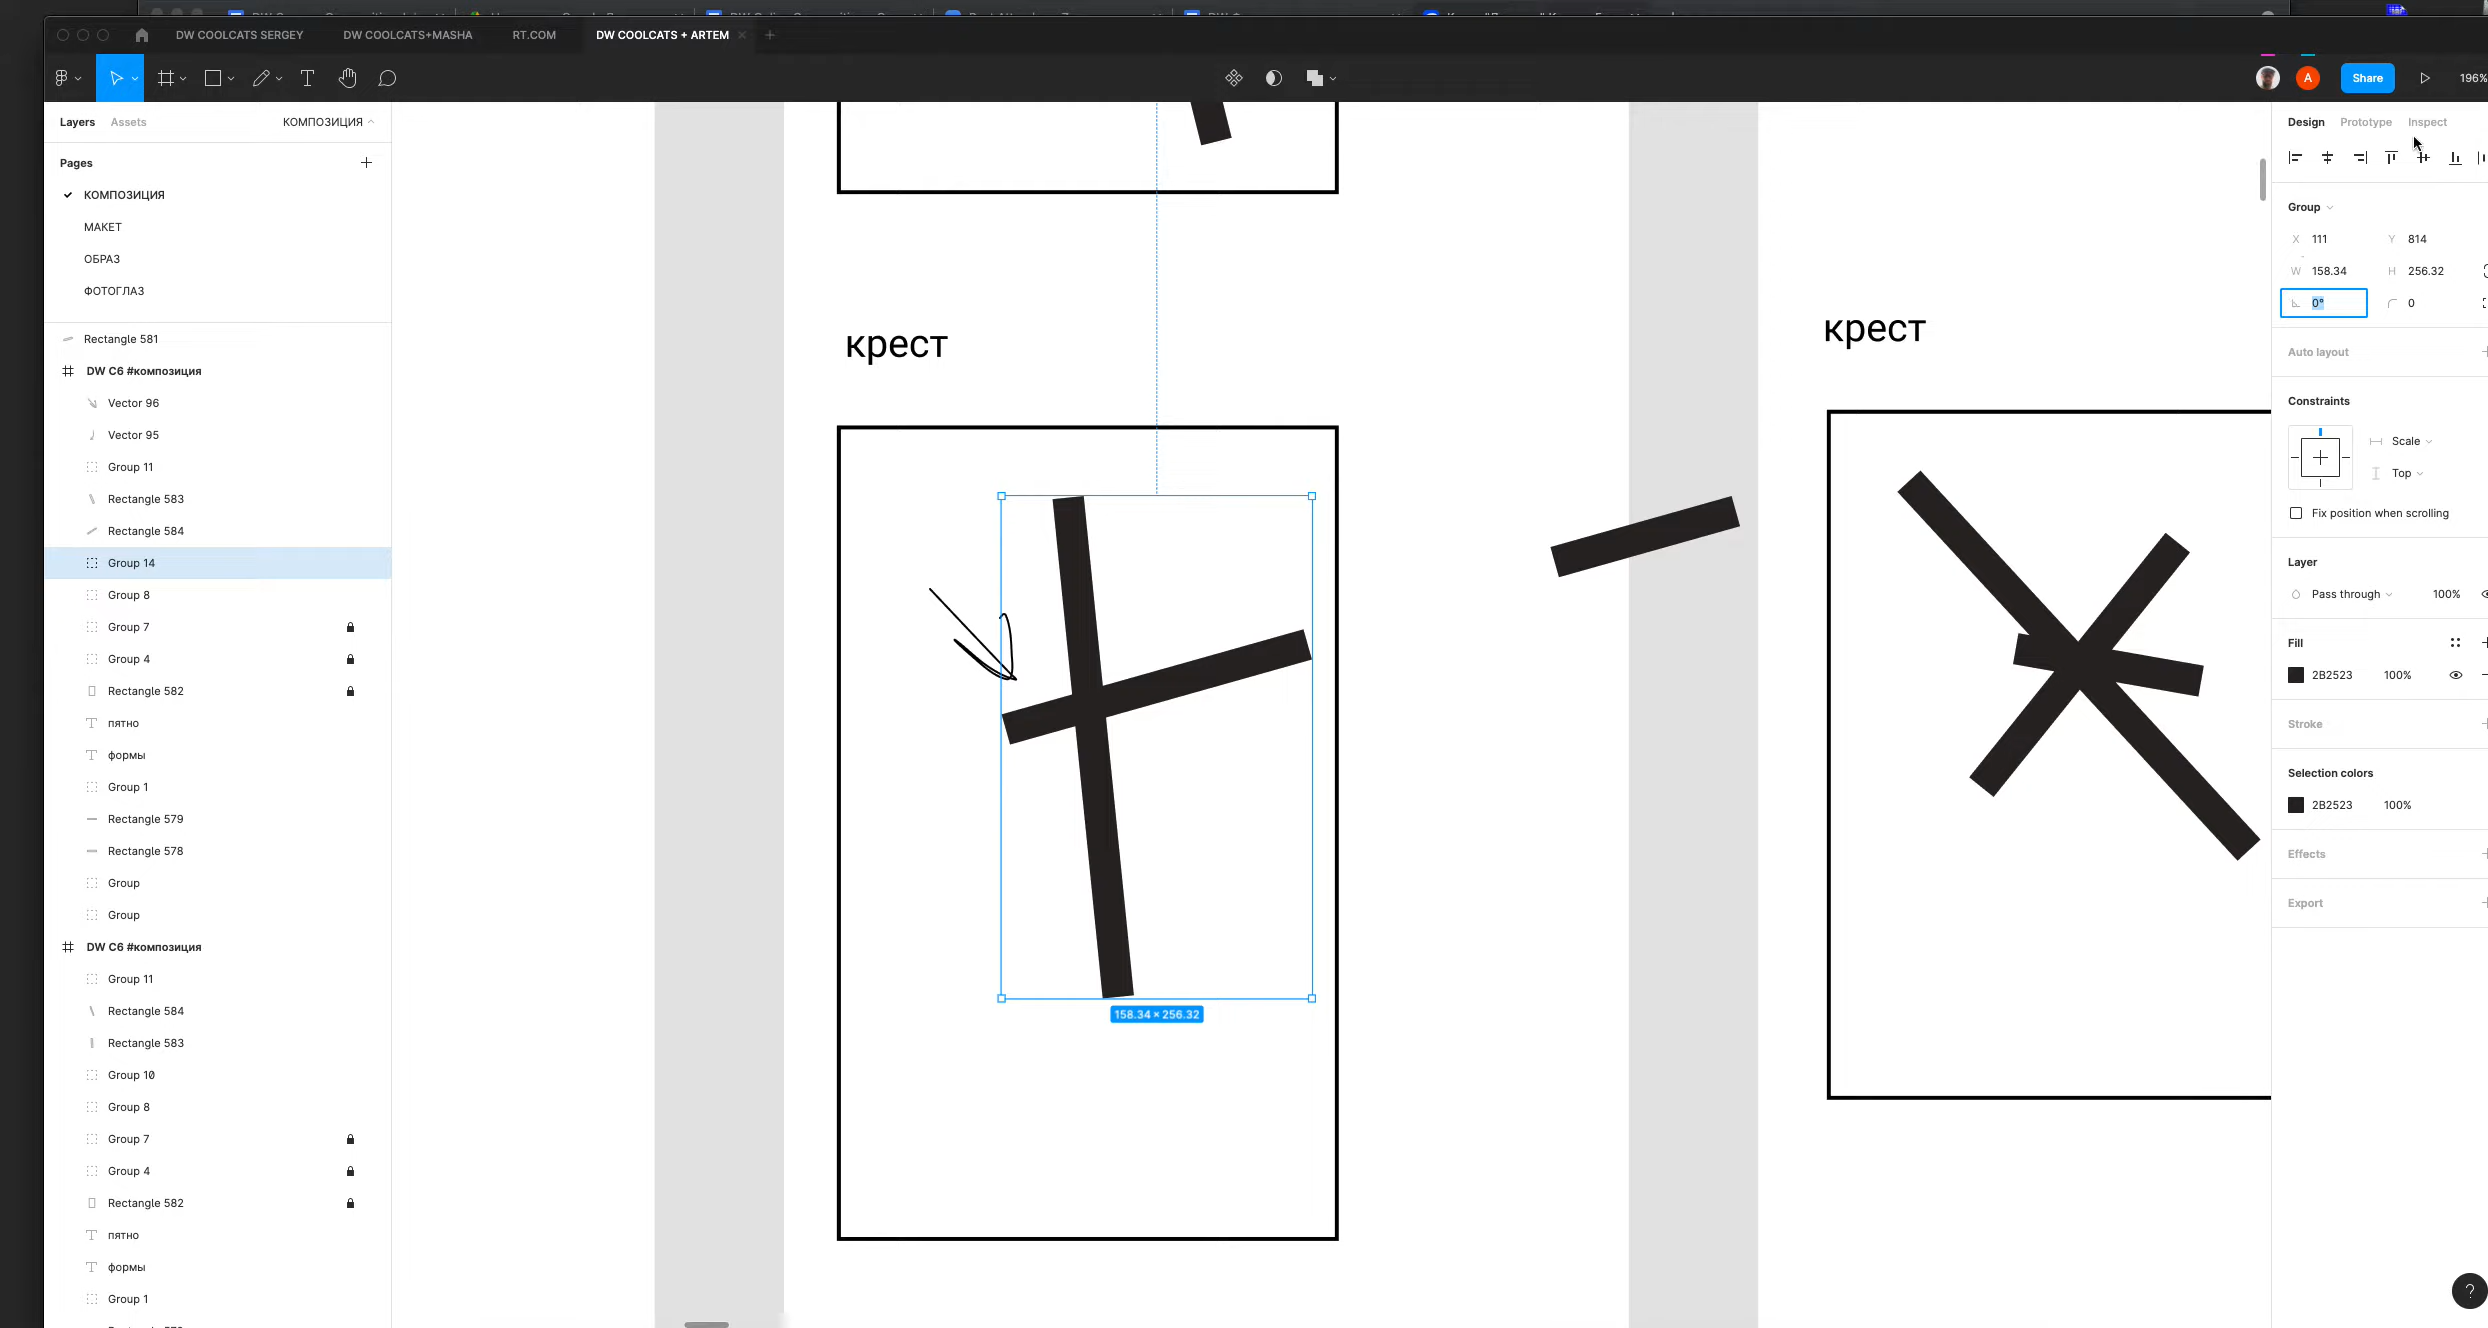 DW COOLCATS SERGEY
DW COOLCATS+MASHA
RT.COM
DW COOLCATS + ARTEM
A
Share
196%
Layers
Assets
КОМПОЗИЦИЯ
Pages
КОМПОЗИЦИЯ
МАКЕТ
ОБРАЗ
ФОТОГЛАЗ
Rectangle 581
DW C6 #композиция
Vector 96
Vector 95
Group 11
Rectangle 583
Rectangle 584
Group 14
Group 8
Group 7
Group 4
Rectangle 582
пятно
формы
Group 1
Rectangle 579
Rectangle 578
Group
Group
DW C6 #композиция
Group 11
Rectangle 584
Rectangle 583
Group 10
Group 8
Group 7
Group 4
Rectangle 582
пятно
формы
Group 1
крест
158.34 × 256.32
крест
Design
Prototype
Inspect
Group
X 111
Y 814
W 158.34
H 256.32
0°
0
Auto layout
Constraints
Scale
Top
Fix position when scrolling
Layer
Pass through
100%
Fill
2B2523
100%
Stroke
Selection colors
2B2523
100%
Effects
Export
?